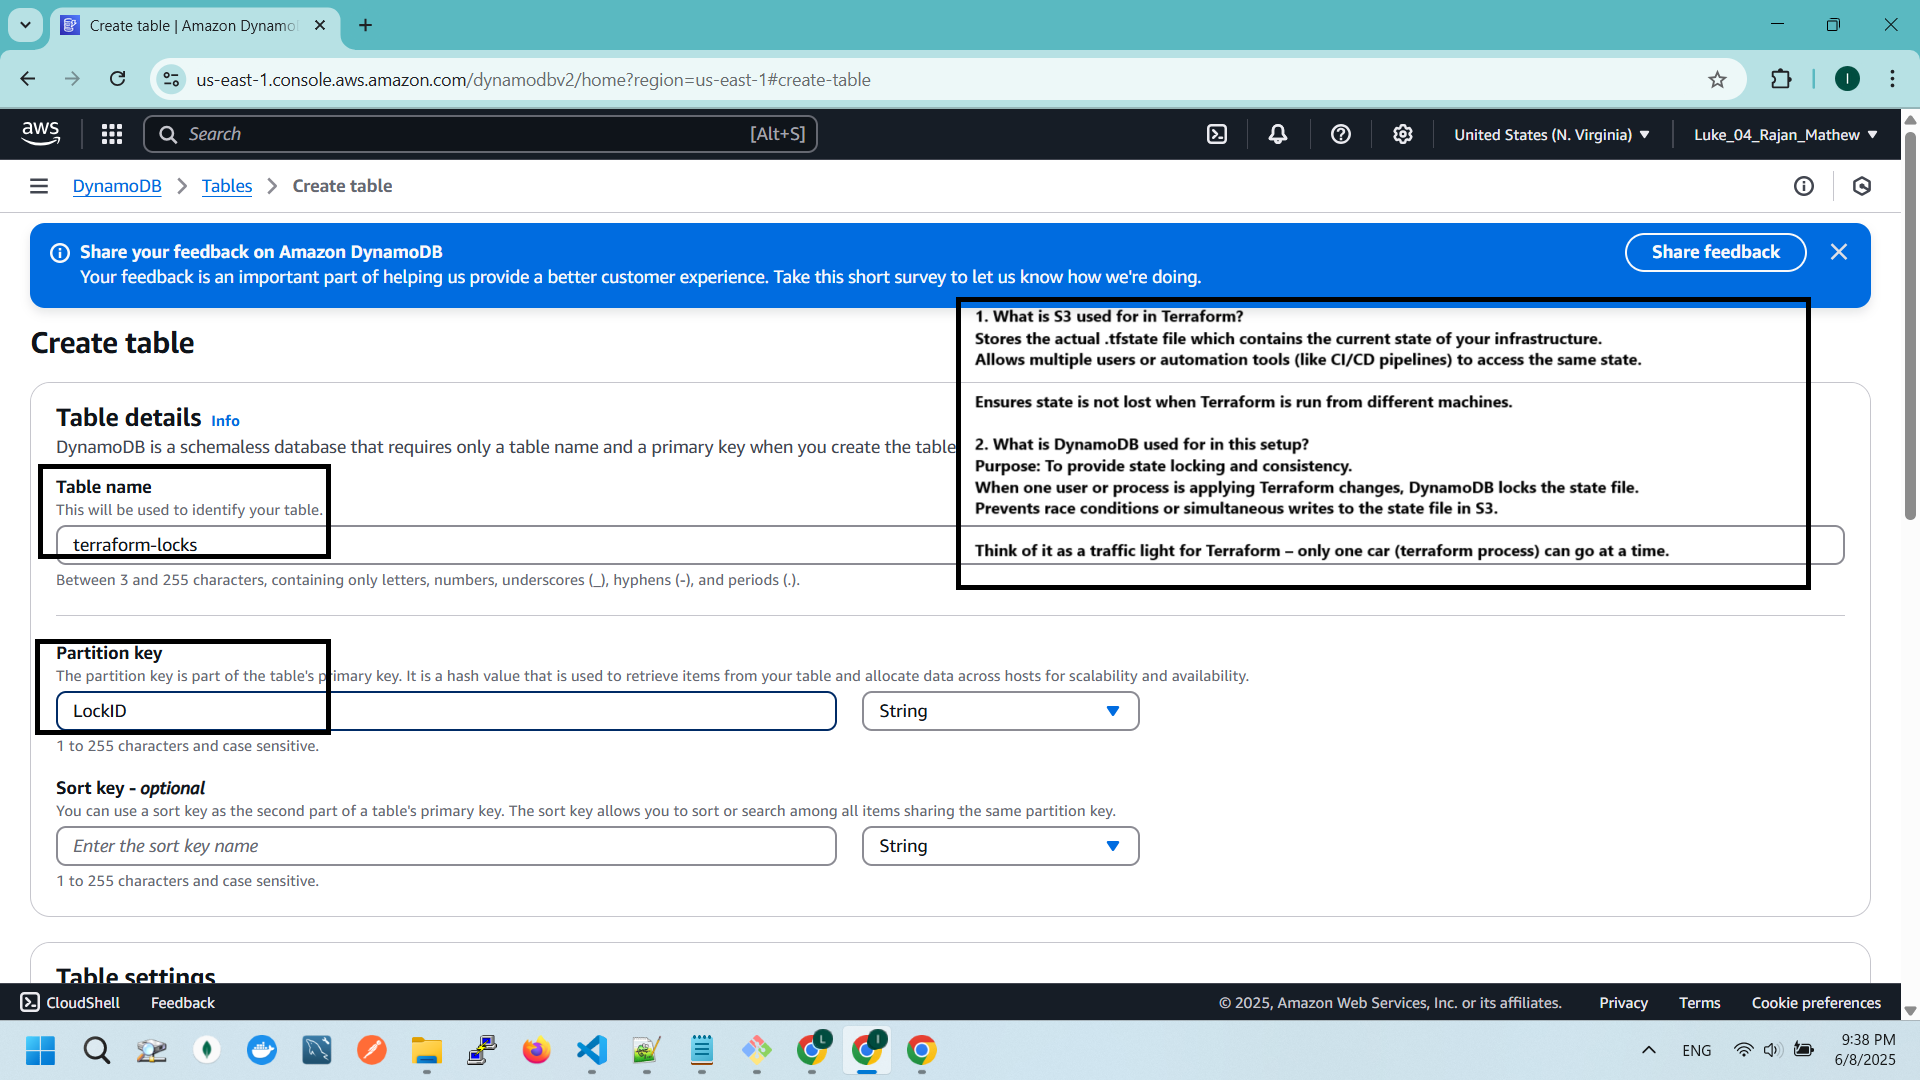 Create table | Amazon Dynamo
us-east-1.console.aws.amazon.com/dynamodbv2/home?region=us-east-1#create-table
I
aws
Search
[Alt+S]
United States (N. Virginia)
Luke_04_Rajan_Mathew
DynamoDB
Tables
Create table
Share your feedback on Amazon DynamoDB
Your feedback is an important part of helping us provide a better customer experience. Take this short survey to let us know how we're doing.
Share feedback
1. What is S3 used for in Terraform?
Stores the actual .tfstate file which contains the current state of your infrastructure.
Allows multiple users or automation tools (like CI/CD pipelines) to access the same state.
Ensures state is not lost when Terraform is run from different machines.
2. What is DynamoDB used for in this setup?
Purpose: To provide state locking and consistency.
When one user or process is applying Terraform changes, DynamoDB locks the state file.
Prevents race conditions or simultaneous writes to the state file in S3.
Think of it as a traffic light for Terraform – only one car (terraform process) can go at a time.
Create table
Table details Info
DynamoDB is a schemaless database that requires only a table name and a primary key when you create the table
Table name
This will be used to identify your table.
terraform-locks
Between 3 and 255 characters, containing only letters, numbers, underscores (_), hyphens (-), and periods (.).
Partition key
The partition key is part of the table's primary key. It is a hash value that is used to retrieve items from your table and allocate data across hosts for scalability and availability.
LockID
String
1 to 255 characters and case sensitive.
Sort key - optional
You can use a sort key as the second part of a table's primary key. The sort key allows you to sort or search among all items sharing the same partition key.
Enter the sort key name
String
1 to 255 characters and case sensitive.
Table settings
CloudShell
Feedback
© 2025, Amazon Web Services, Inc. or its affiliates.
Privacy
Terms
Cookie preferences
L
I
ENG
9:38 PM
6/8/2025